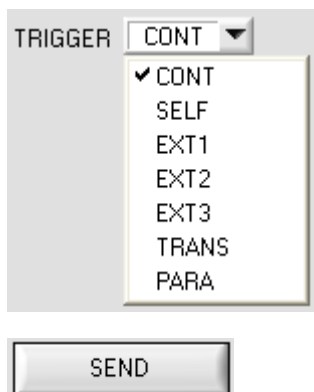 TRIGGER CONT
CONT
SELF
EXT1
EXT2
EXT3
TRANS
PARA
SEND